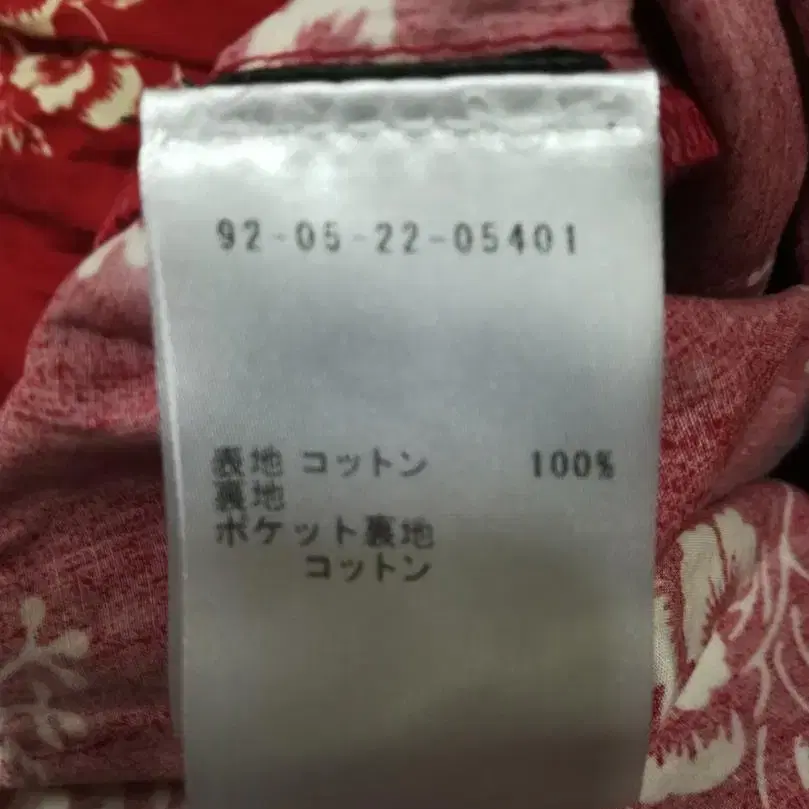 92-05-22-05401
表地 コットン 100%
裏地
ポケット裏地
コットン